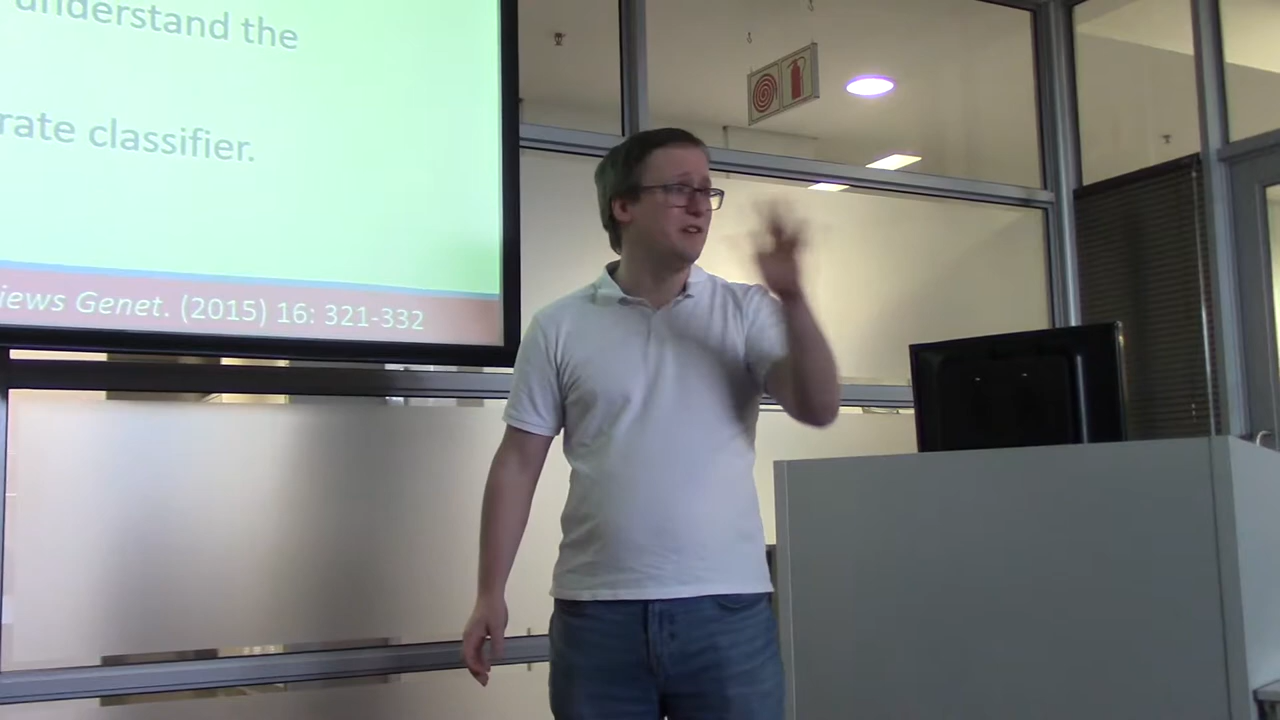 understand the
rate classifier.
iews Genet. (2015) 16: 321-332